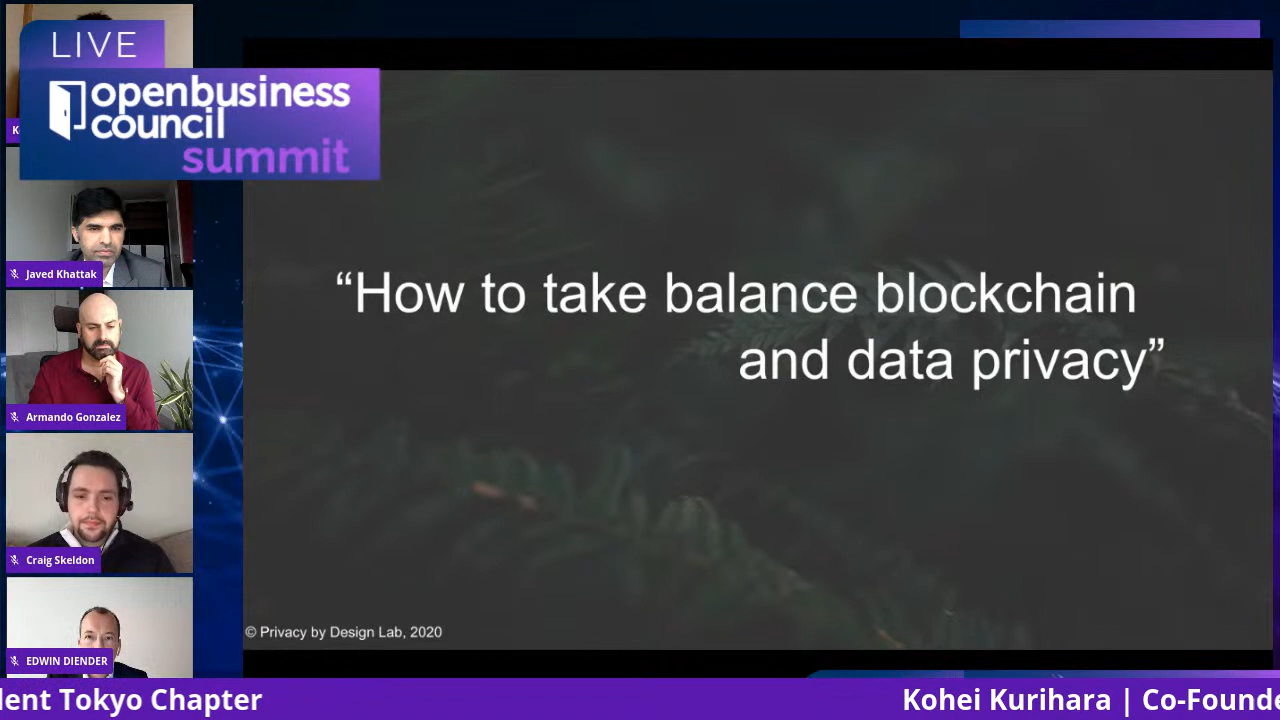 LIVE
openbusiness
council
summit
K
Javed Khattak
Armando Gonzalez
Craig Skeldon
EDWIN DIENDER
“How to take balance blockchain
and data privacy”
© Privacy by Design Lab, 2020
dent Tokyo Chapter
Kohei Kurihara | Co-Founde